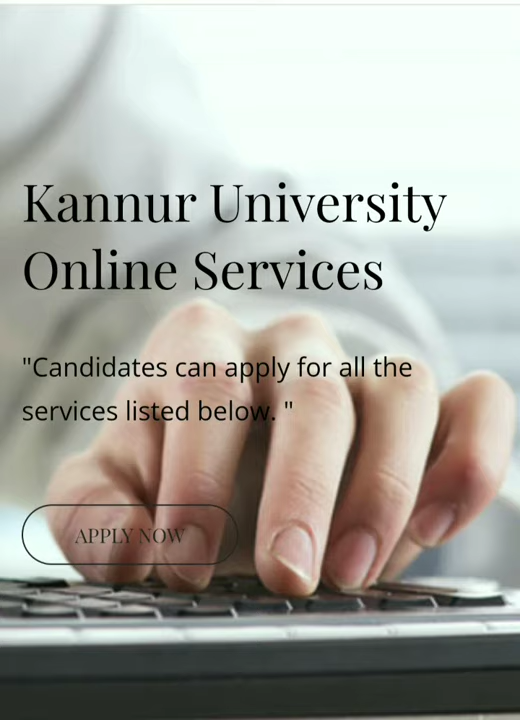 Kannur University
Online Services
"Candidates can apply for all the
services listed below. "
APPLY NOW